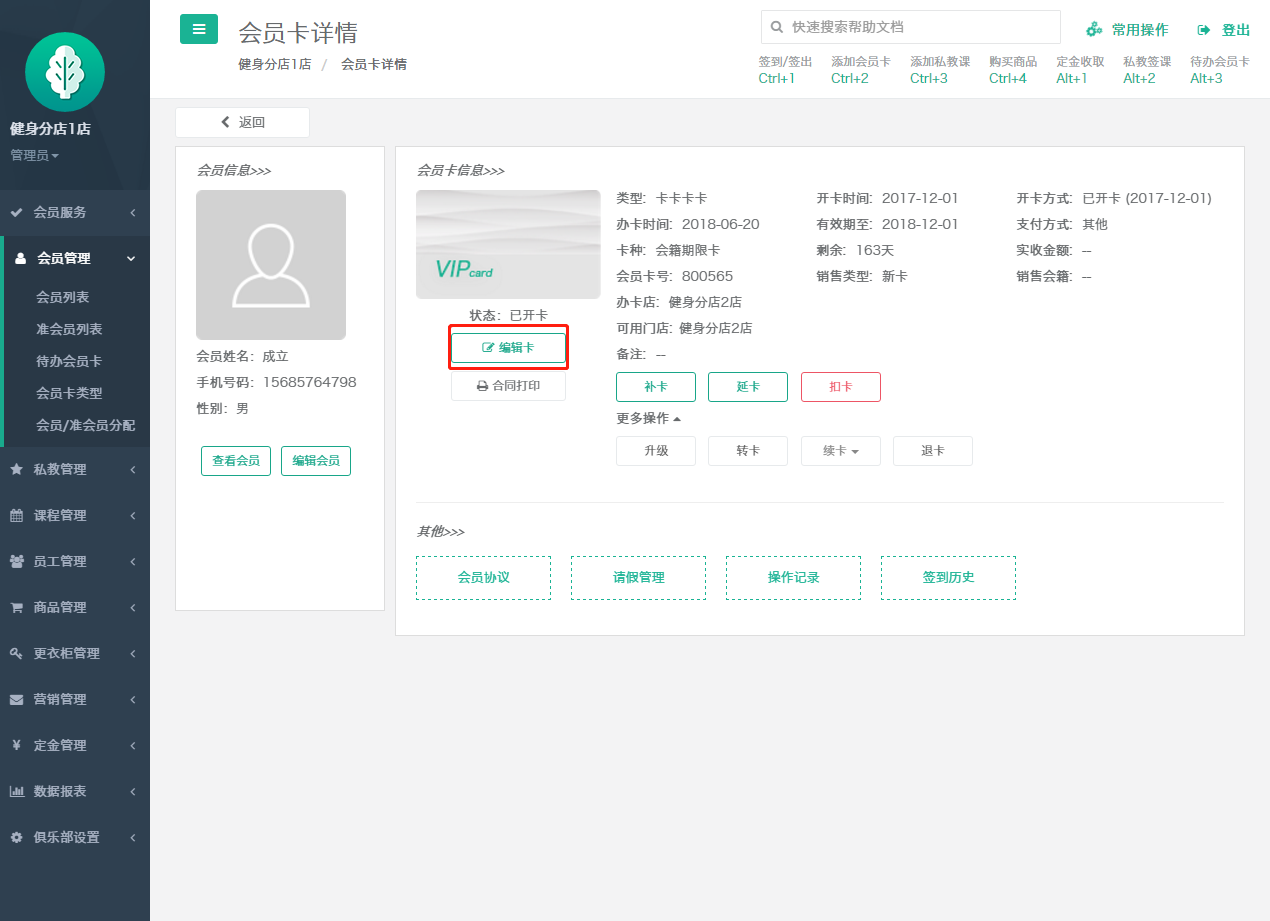 会员卡详情
健身分店1店 / 会员卡详情
快速搜索帮助文档
常用操作
登出
签到/签出 添加会员卡 添加私教课 购买商品 定金收取 私教签课 待办会员卡
Ctrl+1 Ctrl+2 Ctrl+3 Ctrl+4 Alt+1 Alt+2 Alt+3
健身分店1店
管理员
会员服务
会员管理
会员列表
准会员列表
待办会员卡
会员卡类型
会员/准会员分配
私教管理
课程管理
员工管理
商品管理
更衣柜管理
营销管理
定金管理
数据报表
俱乐部设置
返回
会员信息>>>
会员姓名：成立
手机号码：15685764798
性别：男
查看会员 编辑会员
会员卡信息>>>
VIPcard
状态：已开卡
编辑卡
合同打印
类型：卡卡卡卡 开卡时间：2017-12-01 开卡方式：已开卡 (2017-12-01)
办卡时间：2018-06-20 有效期至：2018-12-01 支付方式：其他
卡种：会籍期限卡 剩余：163天 实收金额：--
会员卡号：800565 销售类型：新卡 销售会籍：--
办卡店：健身分店2店
可用门店：健身分店2店
备注：--
补卡 延卡 扣卡
更多操作
升级 转卡 续卡 退卡
其他>>>
会员协议 请假管理 操作记录 签到历史